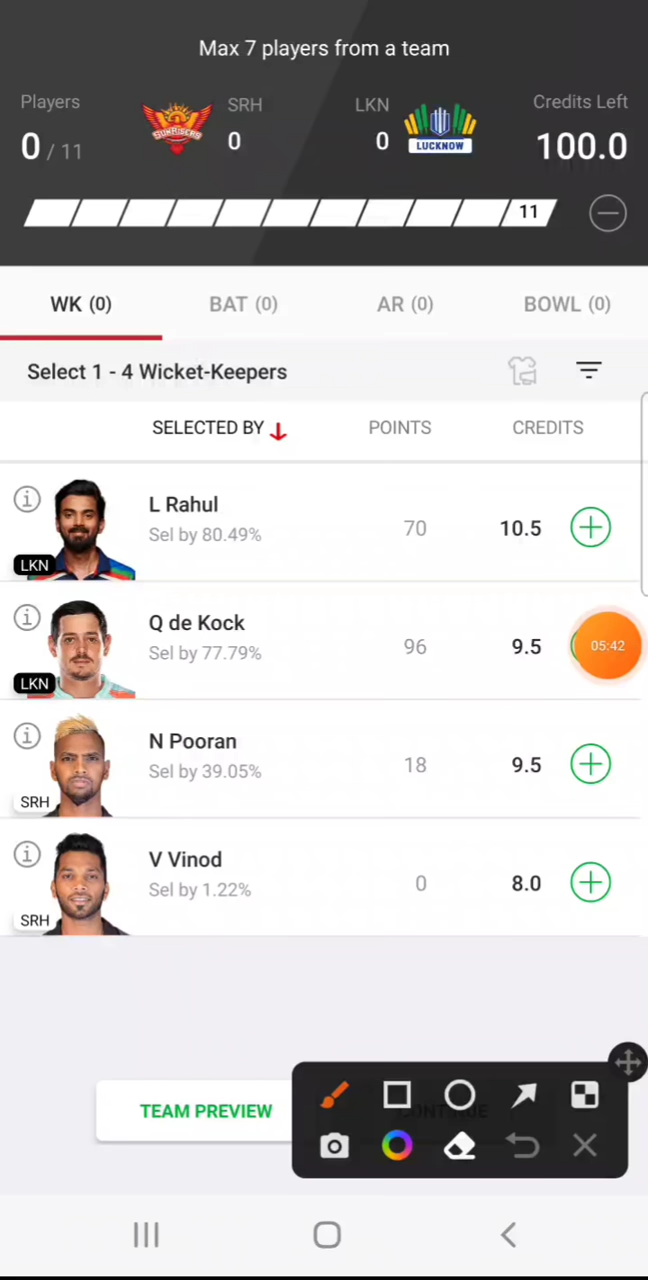 Max 7 players from a team
Players SRH LKN Credits Left
0 / 11 SUNRISERS 0 0 LUCKNOW 100.0
11
WK (0) BAT (0) AR (0) BOWL (0)
Select 1 - 4 Wicket-Keepers
SELECTED BY POINTS CREDITS
L Rahul
Sel by 80.49% 70 10.5
LKN
Q de Kock
Sel by 77.79% 96 9.5 05:42
LKN
N Pooran
Sel by 39.05% 18 9.5
SRH
V Vinod
Sel by 1.22% 0 8.0
SRH
TEAM PREVIEW CONTINUE